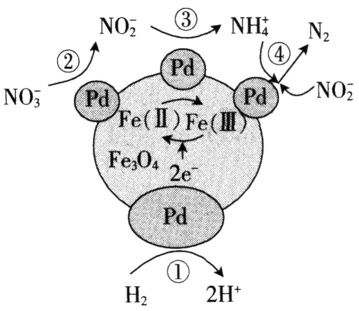 NO₂⁻ ③ NH₄⁺ N₂
② ④
NO₃⁻ Pd Pd Pd NO₂⁻
Fe(Ⅱ) Fe(Ⅲ)
Fe₃O₄ 2e⁻
Pd
①
H₂ 2H⁺